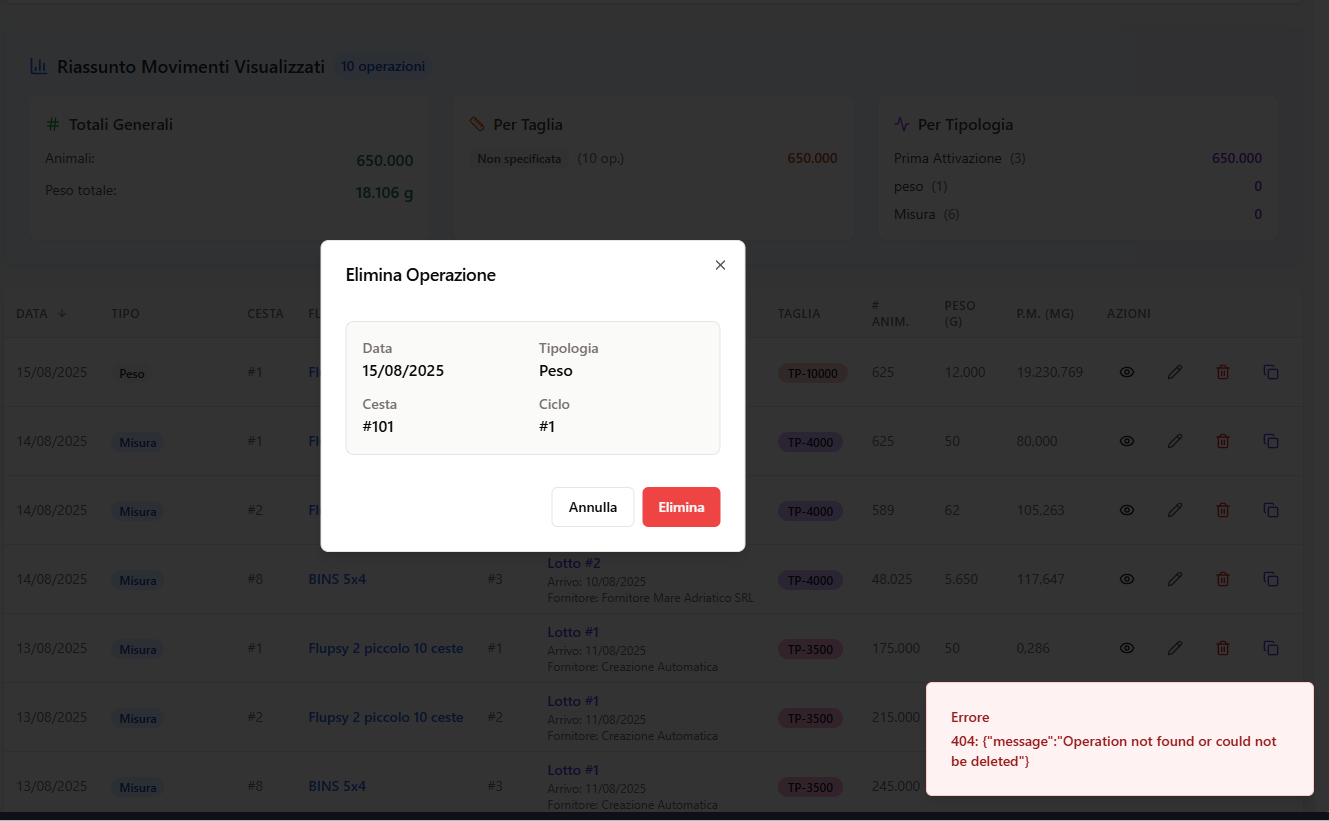 Riassunto Movimenti Visualizzati 10 operazioni
Totali Generali
Animali: 650.000
Peso totale: 18.106 g
Per Taglia
Non specificata (10 op.) 650.000
Per Tipologia
Prima Attivazione (3) 650.000
peso (1) 0
Misura (6) 0
Elimina Operazione
Data Tipologia
15/08/2025 Peso
Cesta Ciclo
#101 #1
Annulla Elimina
DATA TIPO CESTA TAGLIA # ANIM. PESO (G) P.M. (MG) AZIONI
15/08/2025 Peso #1 TP-10000 625 12.000 19.230,769
14/08/2025 Misura #1 TP-4000 625 50 80,000
14/08/2025 Misura #2 TP-4000 589 62 105,263
Lotto #2
14/08/2025 Misura #8 BINS 5x4 #3 Arrivo: 10/08/2025 TP-4000 48.025 5.650 117,647
Fornitore: Fornitore Mare Adriatico SRL
Lotto #1
13/08/2025 Misura #1 Flupsy 2 piccolo 10 ceste #1 Arrivo: 11/08/2025 TP-3500 175.000 50 0,286
Fornitore: Creazione Automatica
Lotto #1
13/08/2025 Misura #2 Flupsy 2 piccolo 10 ceste #2 Arrivo: 11/08/2025 TP-3500 215.000
Fornitore: Creazione Automatica
Lotto #1
13/08/2025 Misura #8 BINS 5x4 #3 Arrivo: 11/08/2025 TP-3500 245.000
Fornitore: Creazione Automatica
Errore
404: {"message":"Operation not found or could not
be deleted"}